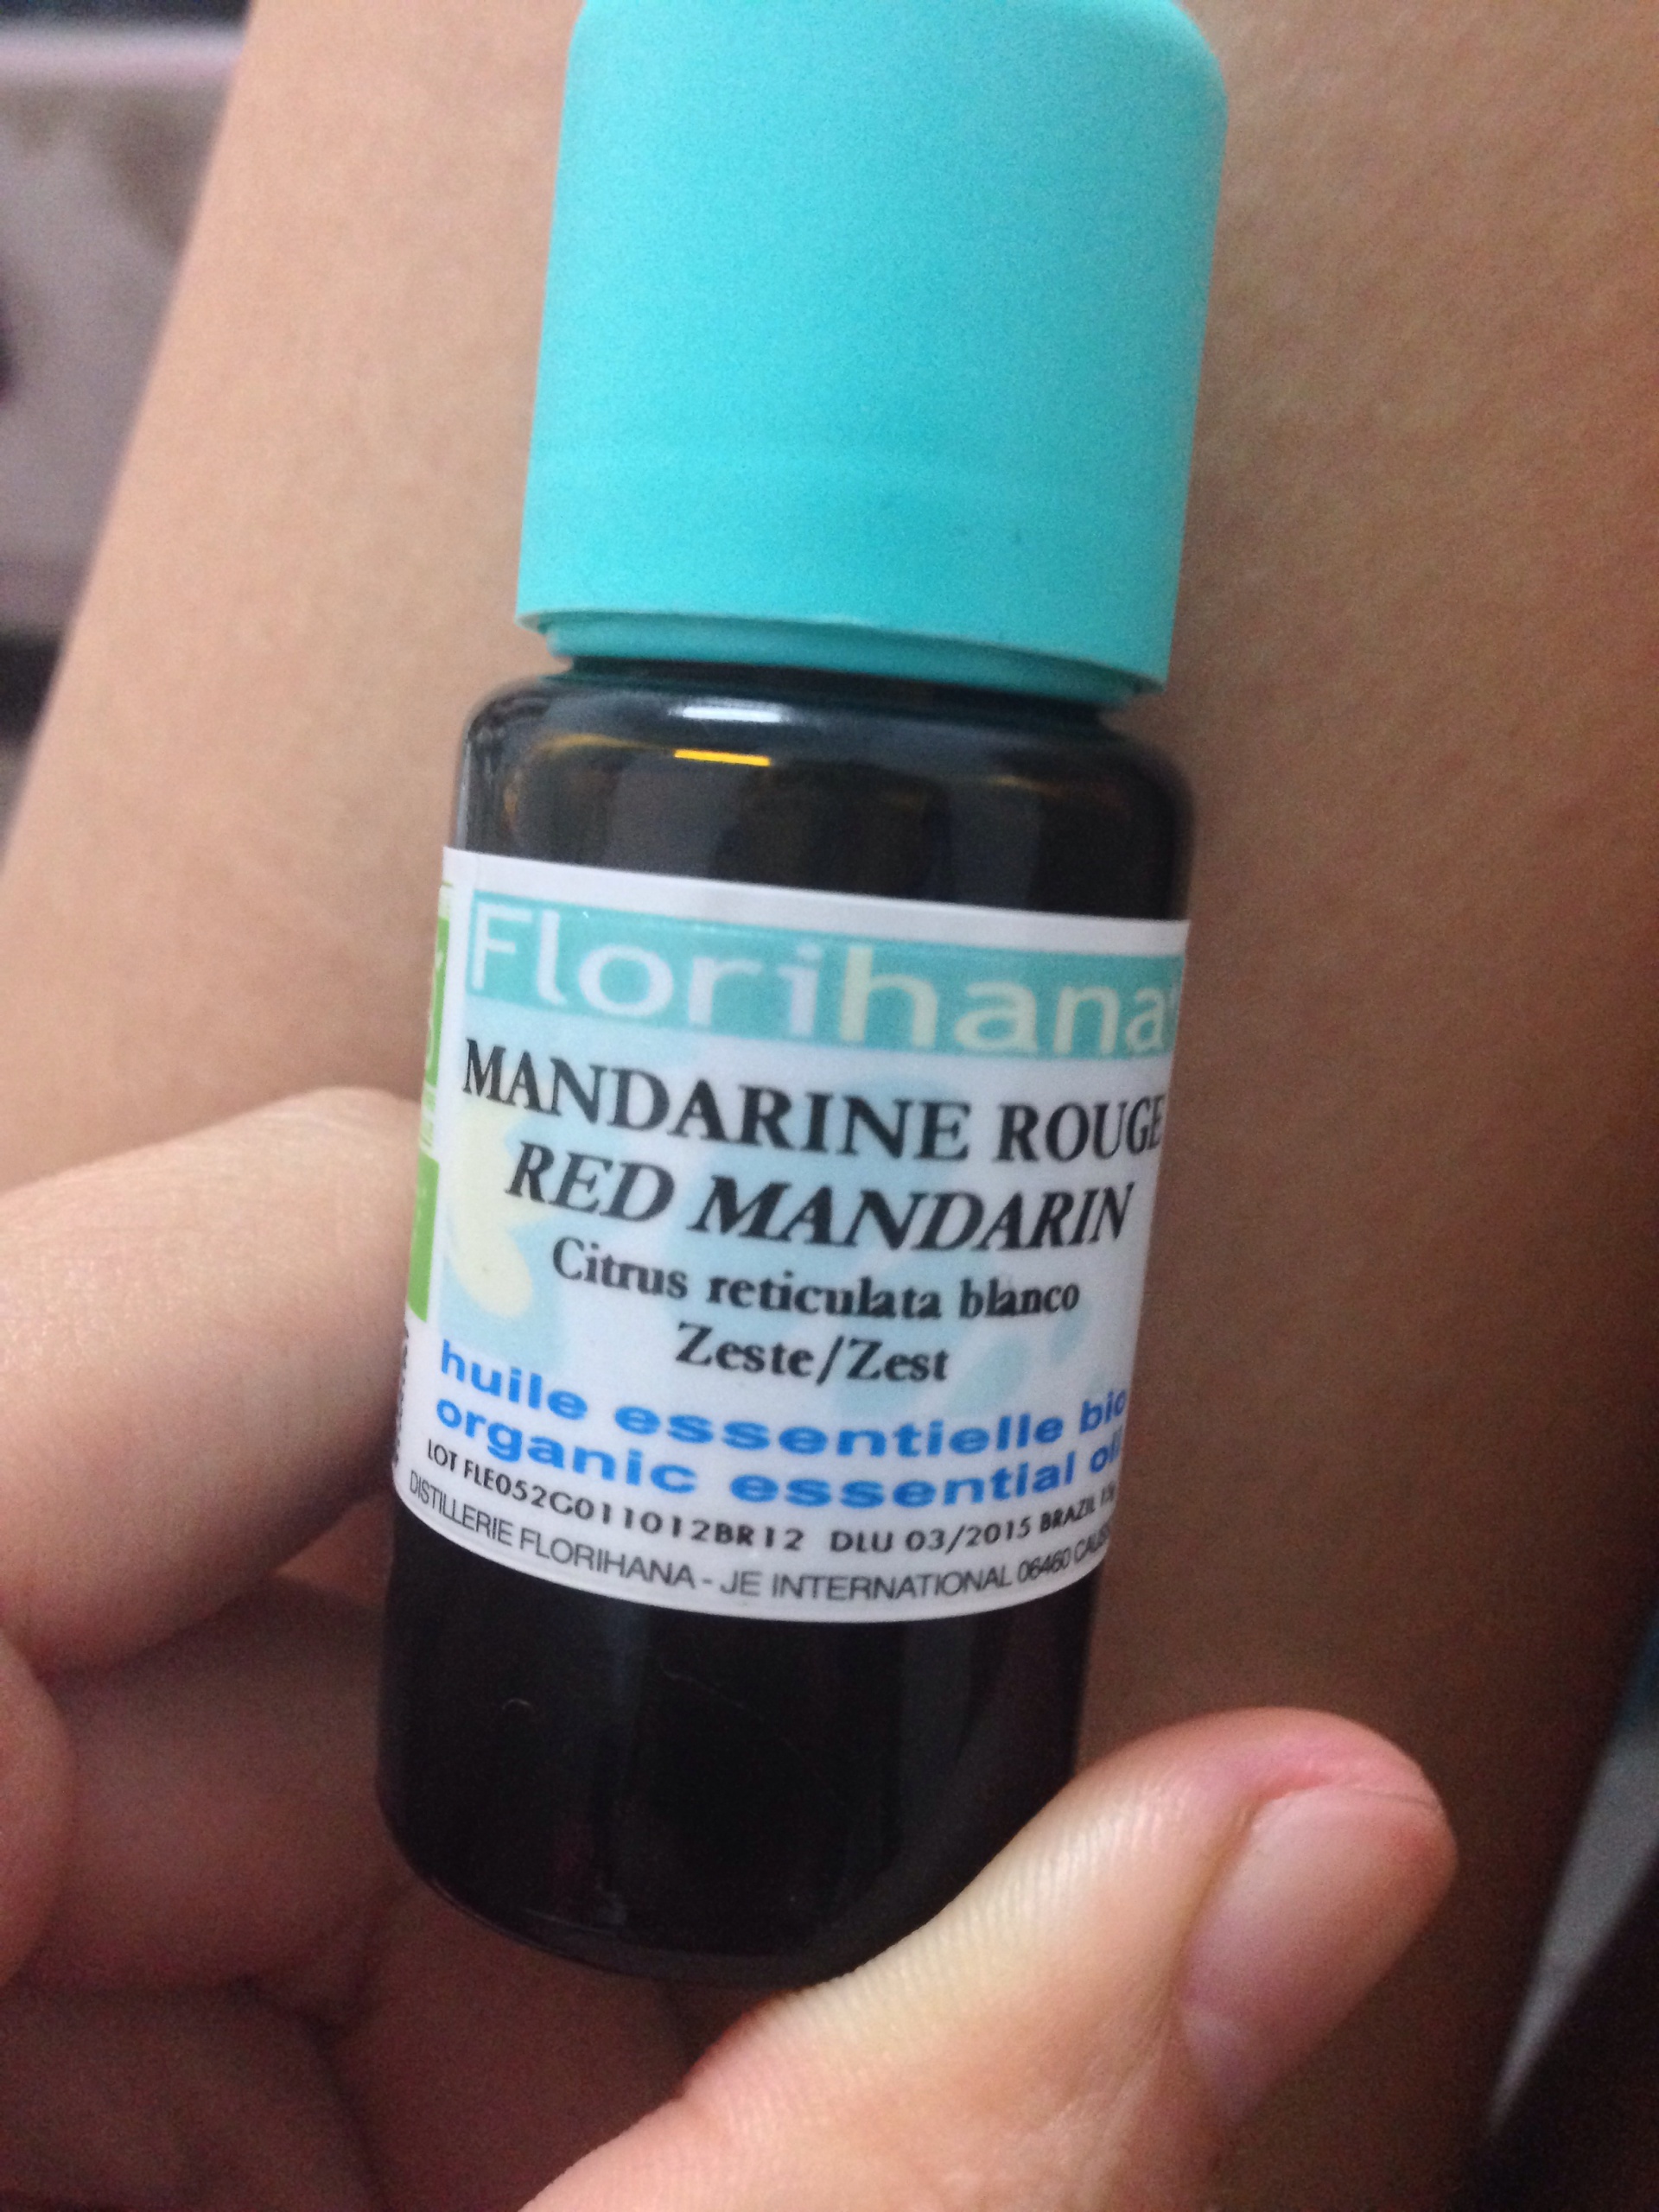 Florihana
MANDARINE ROUGE
RED MANDARIN
Citrus reticulata blanco
Zeste/Zest
huile essentielle bio
organic essential oil
LOT FLE052G011012BR12 DLU 03/2015 BRAZIL
DISTILLERIE FLORIHANA - JE INTERNATIONAL 06460